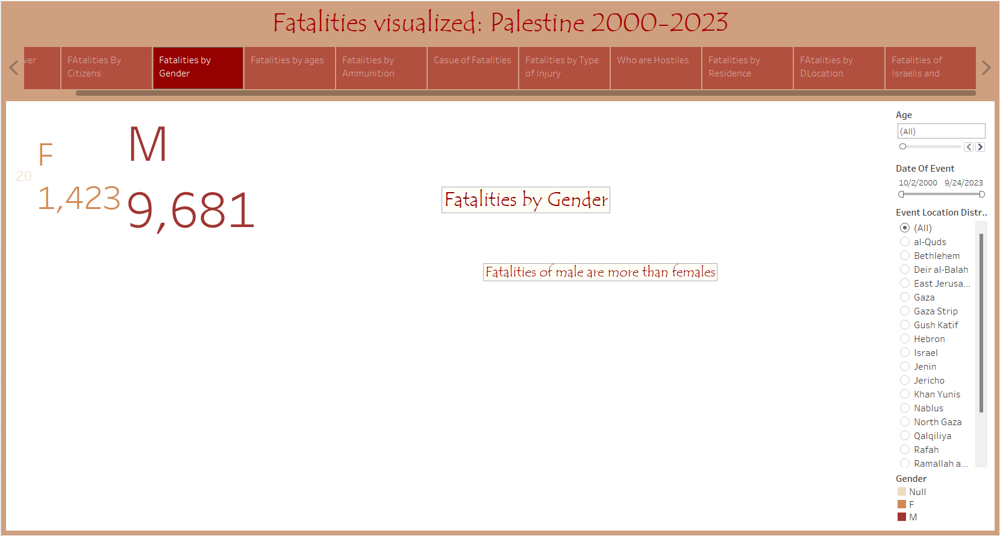 Fatalities visualized: Palestine 2000-2023
ver
FAtalities By
Citizens
Fatalities by
Gender
Fatalities by ages
Fatalities by
Ammunition
Casue of Fatalities
Fatalities by Type
of Injury
Who are Hostiles
Fatalities by
Residence
FAtalities by
DLocation
Fatalities of
Israelis and
20
F
1,423
M
9,681
Fatalities by Gender
Fatalities of male are more than females
Age
(All)
Date Of Event
10/2/2000 9/24/2023
Event Location Distr..
(All)
al-Quds
Bethlehem
Deir al-Balah
East Jerusa...
Gaza
Gaza Strip
Gush Katif
Hebron
Israel
Jenin
Jericho
Khan Yunis
Nablus
North Gaza
Qalqiliya
Rafah
Ramallah a...
Gender
Null
F
M